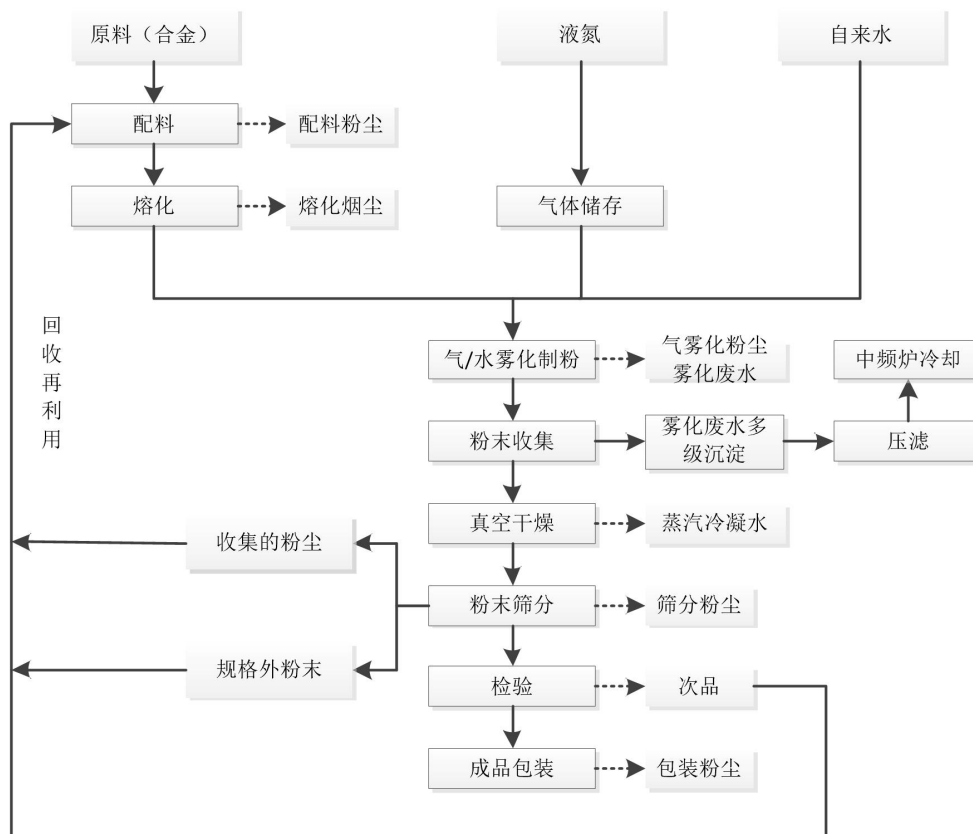 原料（合金）
液氮
自来水
配料
配料粉尘
熔化
熔化烟尘
气体储存
回
收
再
利
用
气/水雾化制粉
气雾化粉尘
雾化废水
中频炉冷却
粉末收集
雾化废水多
级沉淀
压滤
真空干燥
蒸汽冷凝水
收集的粉尘
粉末筛分
筛分粉尘
规格外粉末
检验
次品
成品包装
包装粉尘